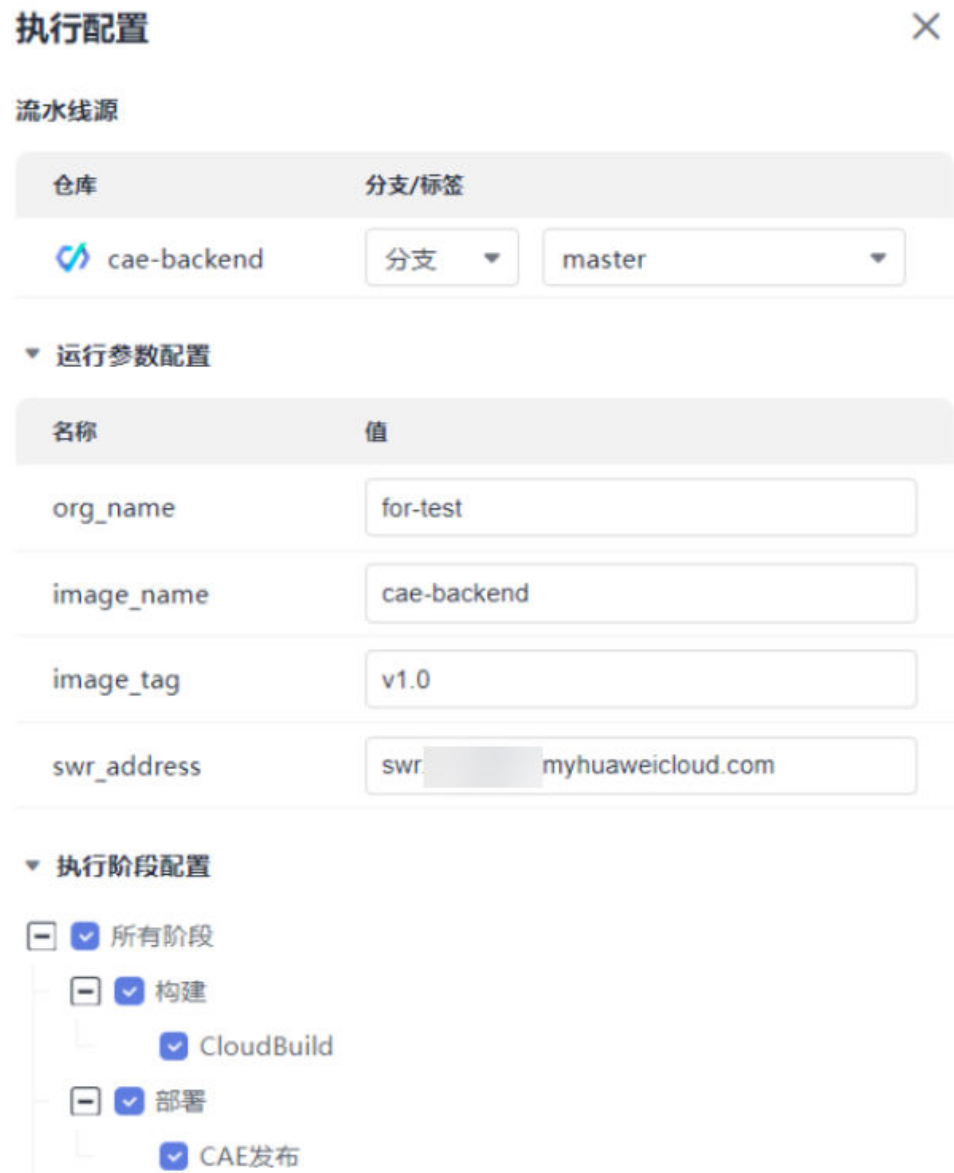 执行配置
流水线源
仓库 分支/标签
cae-backend 分支 master
运行参数配置
名称 值
org_name for-test
image_name cae-backend
image_tag v1.0
swr_address swr. myhuaweicloud.com
执行阶段配置
所有阶段
构建
CloudBuild
部署
CAE发布